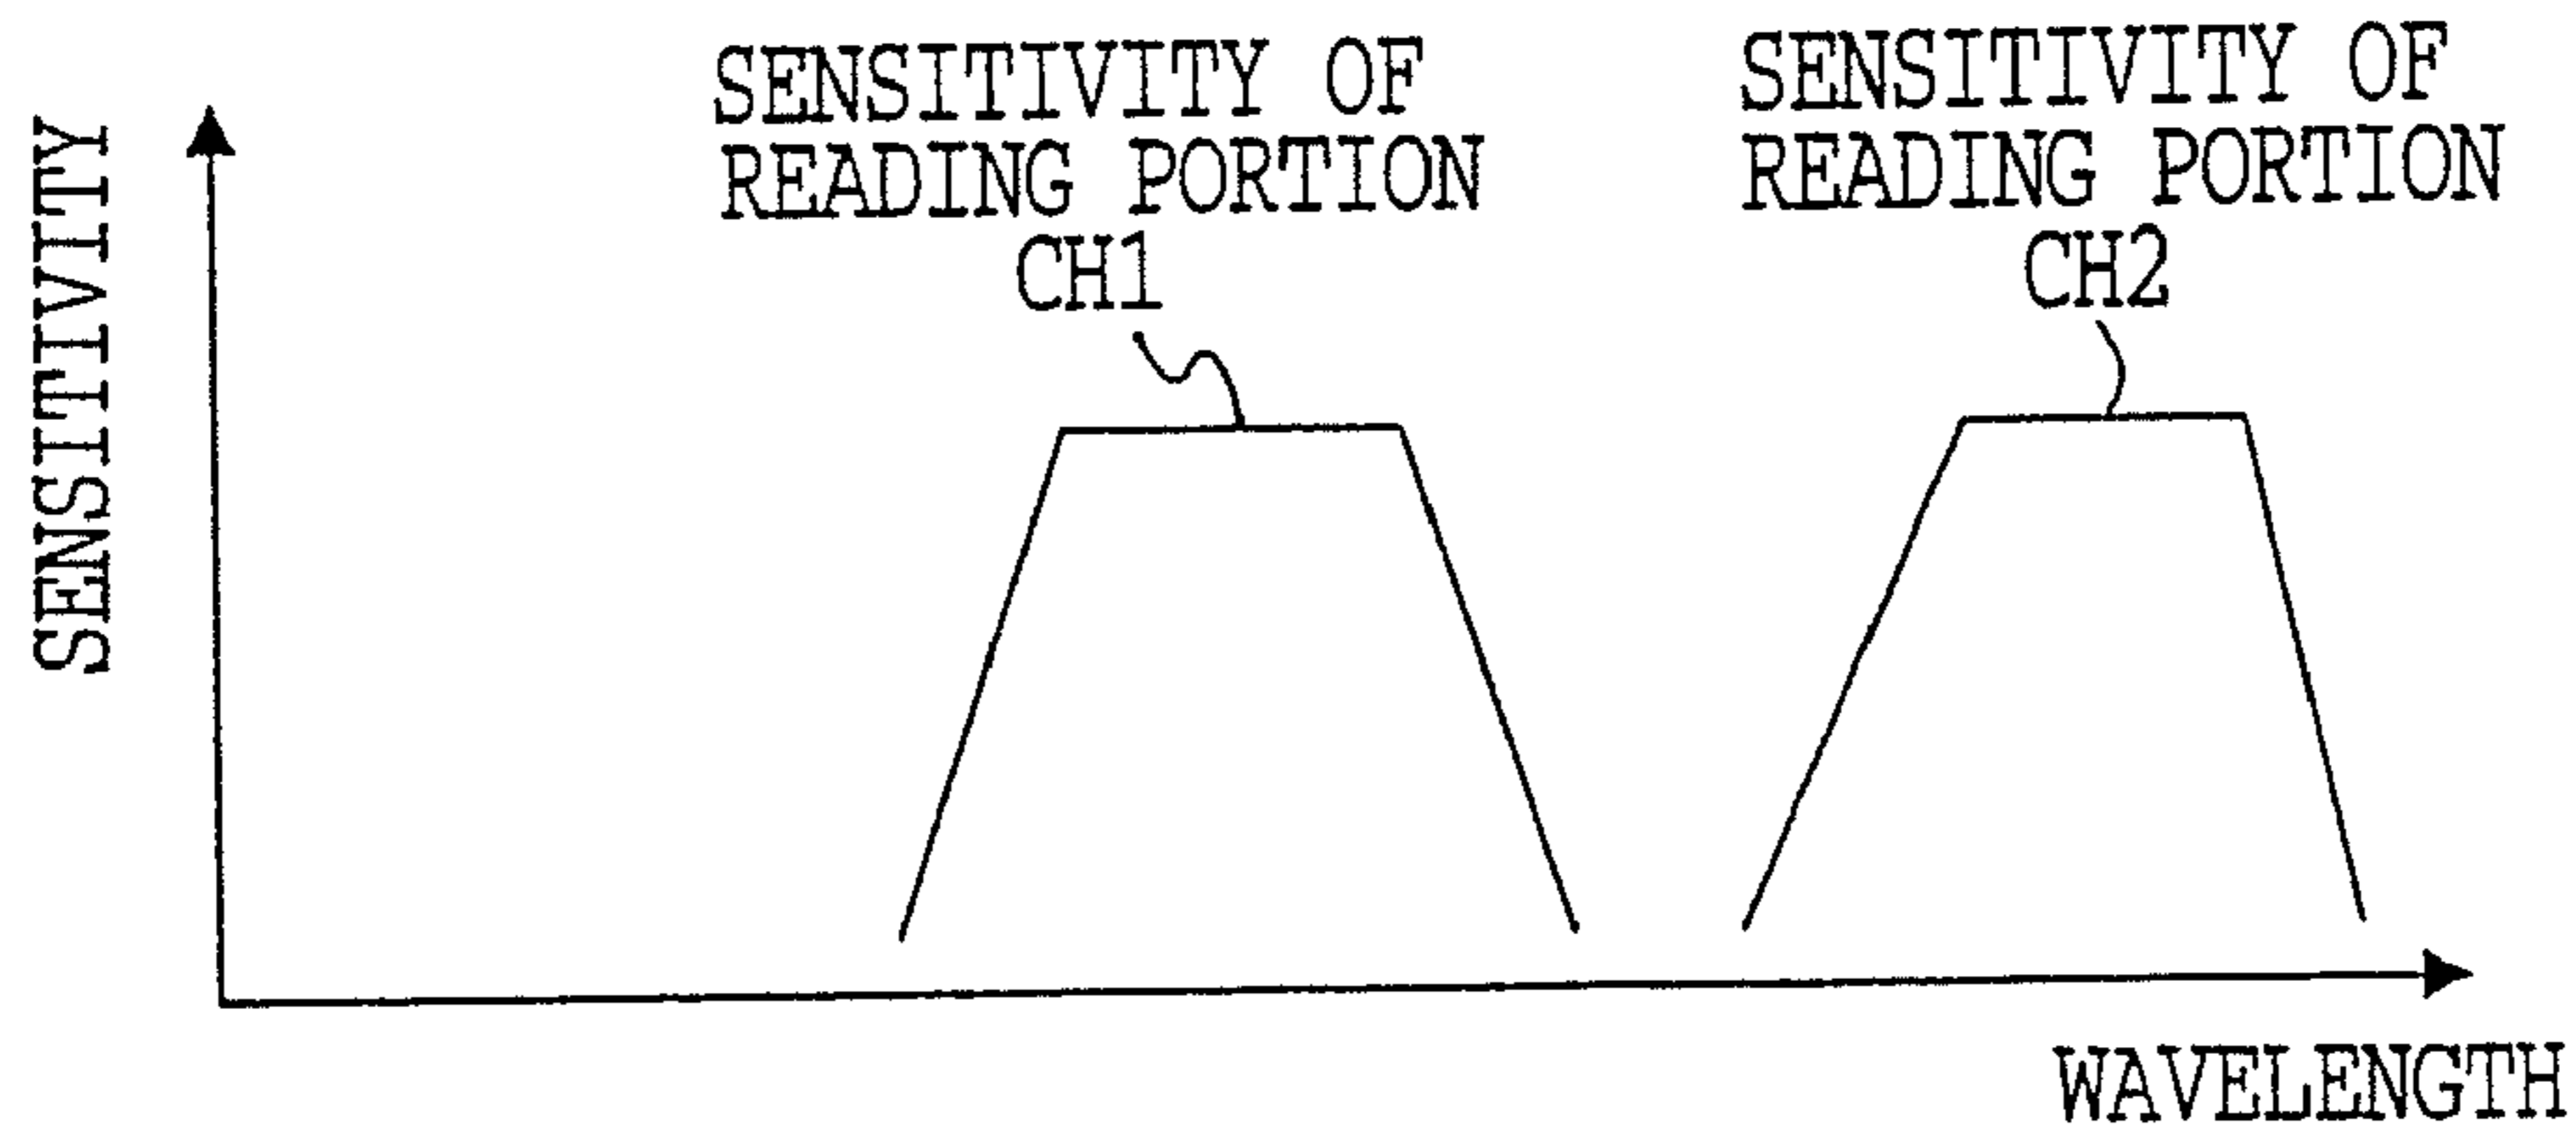 SENSITIVITY OF
READING PORTION
CH1
SENSITIVITY OF
READING PORTION
CH2
SENSITIVITY
WAVELENGTH